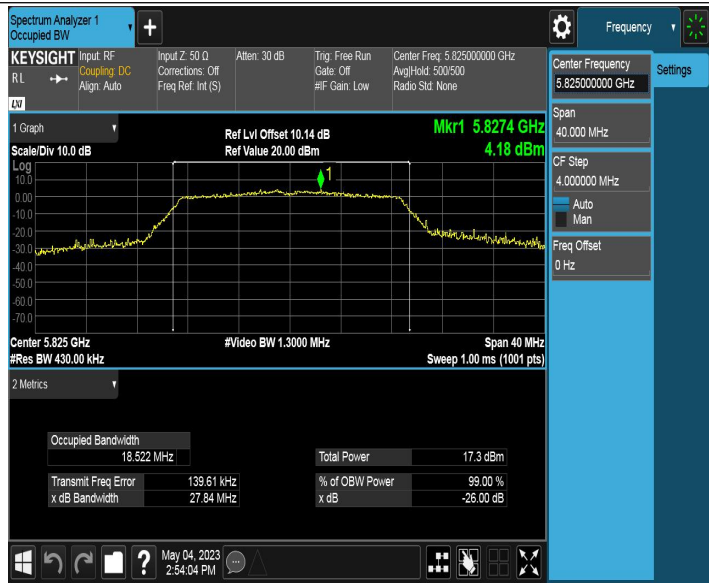 Spectrum Analyzer 1
Occupied BW
+
Frequency
KEYSIGHT
RL
LXI
Input: RF
Coupling: DC
Align: Auto
Input Z: 50 Ω
Corrections: Off
Freq Ref: Int (S)
Atten: 30 dB
Trig: Free Run
Gate: Off
#IF Gain: Low
Center Freq: 5.825000000 GHz
Avg|Hold: 500/500
Radio Std: None
Center Frequency
5.825000000 GHz
Settings
Span
40.000 MHz
CF Step
4.000000 MHz
Auto
Man
Freq Offset
0 Hz
1 Graph
Scale/Div 10.0 dB
Ref Lvl Offset 10.14 dB
Ref Value 20.00 dBm
Mkr1 5.8274 GHz
4.18 dBm
Log
10.0
0.00
-10.0
-20.0
-30.0
-40.0
-50.0
-60.0
-70.0
1
Center 5.825 GHz
#Res BW 430.00 kHz
#Video BW 1.3000 MHz
Span 40 MHz
Sweep 1.00 ms (1001 pts)
2 Metrics
Occupied Bandwidth
18.522 MHz
Total Power 17.3 dBm
Transmit Freq Error 139.61 kHz
% of OBW Power 99.00 %
x dB Bandwidth 27.84 MHz
x dB -26.00 dB
?
May 04, 2023
2:54:04 PM